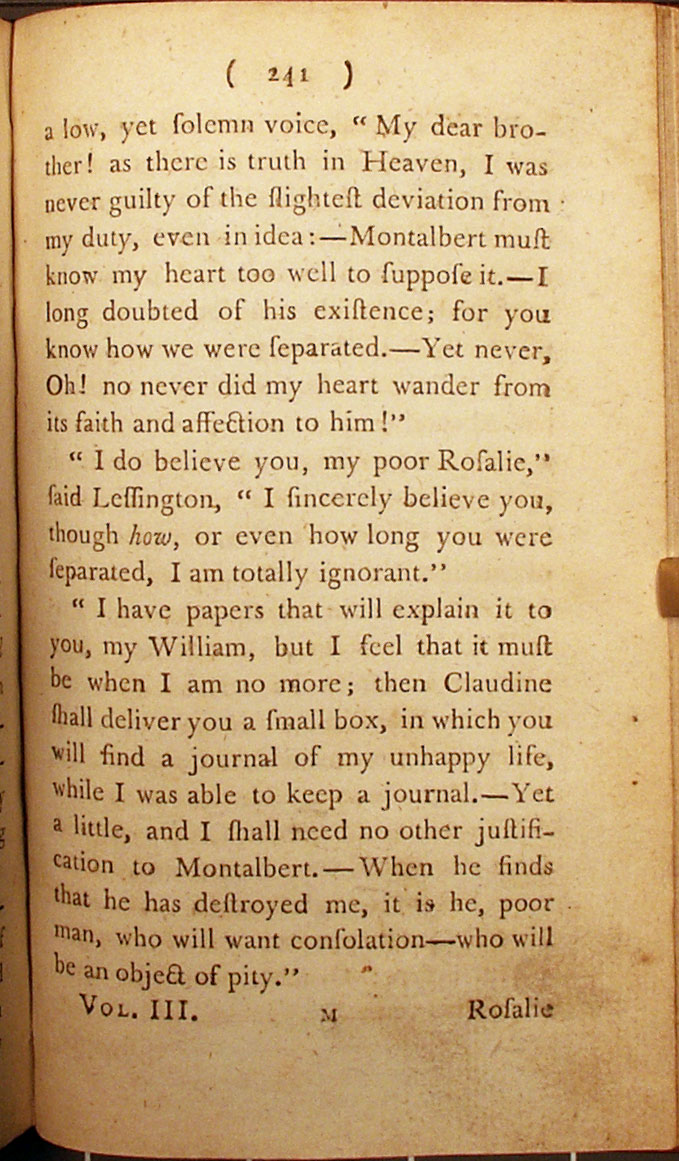 ( 241 )
a low, yet ſolemn voice, “ My dear bro-
ther! as there is truth in Heaven, I was
never guilty of the ſlighteſt deviation from
my duty, even in idea:—Montalbert muſt
know my heart too well to ſuppoſe it.—I
long doubted of his exiſtence; for you
know how we were ſeparated.—Yet never,
Oh! no never did my heart wander from
its faith and affection to him!”
“ I do believe you, my poor Roſalie,”
ſaid Leſſington, “ I ſincerely believe you,
though how, or even how long you were
ſeparated, I am totally ignorant.”
“ I have papers that will explain it to
you, my William, but I feel that it muſt
be when I am no more; then Claudine
ſhall deliver you a ſmall box, in which you
will find a journal of my unhappy life,
while I was able to keep a journal.—Yet
a little, and I ſhall need no other juſtifi-
cation to Montalbert.—When he finds
that he has deſtroyed me, it is he, poor
man, who will want conſolation—who will
be an object of pity.”
VOL. III. M Roſalie